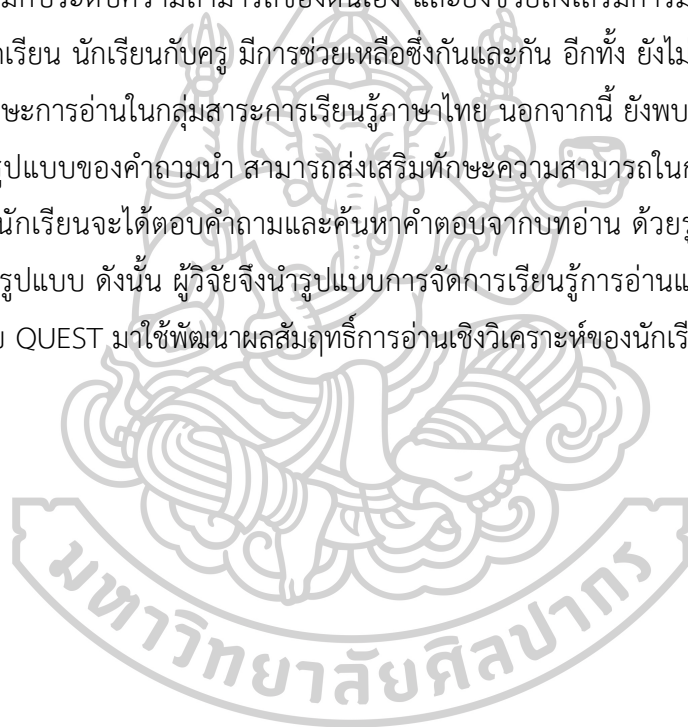 มกับระดับความสามารถของตนเอง และยังช่วยส่งเสริมการม
กเรียน นักเรียนกับครู มีการช่วยเหลือซึ่งกันและกัน อีกทั้ง ยังไม
ษะการอ่านในกลุ่มสาระการเรียนรู้ภาษาไทย นอกจากนี้ ยังพบ
รูปแบบของคำถามนำ สามารถส่งเสริมทักษะความสามารถในก
นักเรียนจะได้ตอบคำถามและค้นหาคำตอบจากบทอ่าน ด้วยรู
รูปแบบ ดังนั้น ผู้วิจัยจึงนำรูปแบบการจัดการเรียนรู้การอ่านแ
ย QUEST มาใช้พัฒนาผลสัมฤทธิ์การอ่านเชิงวิเคราะห์ของนักเรี
มหาวิทยาลัยศิลปากร